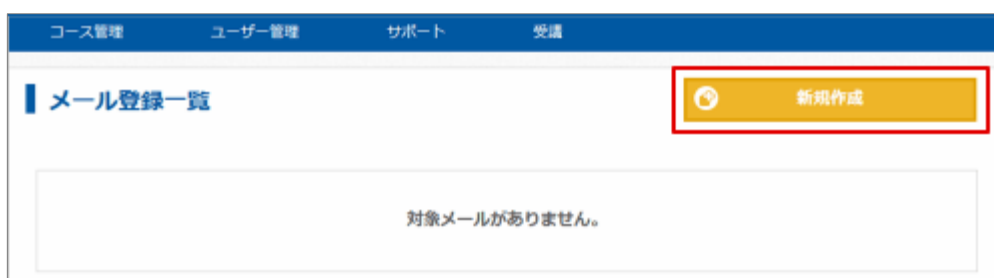 コース管理 ユーザー管理 サポート 受講
メール登録一覧
新規作成
対象メールがありません。